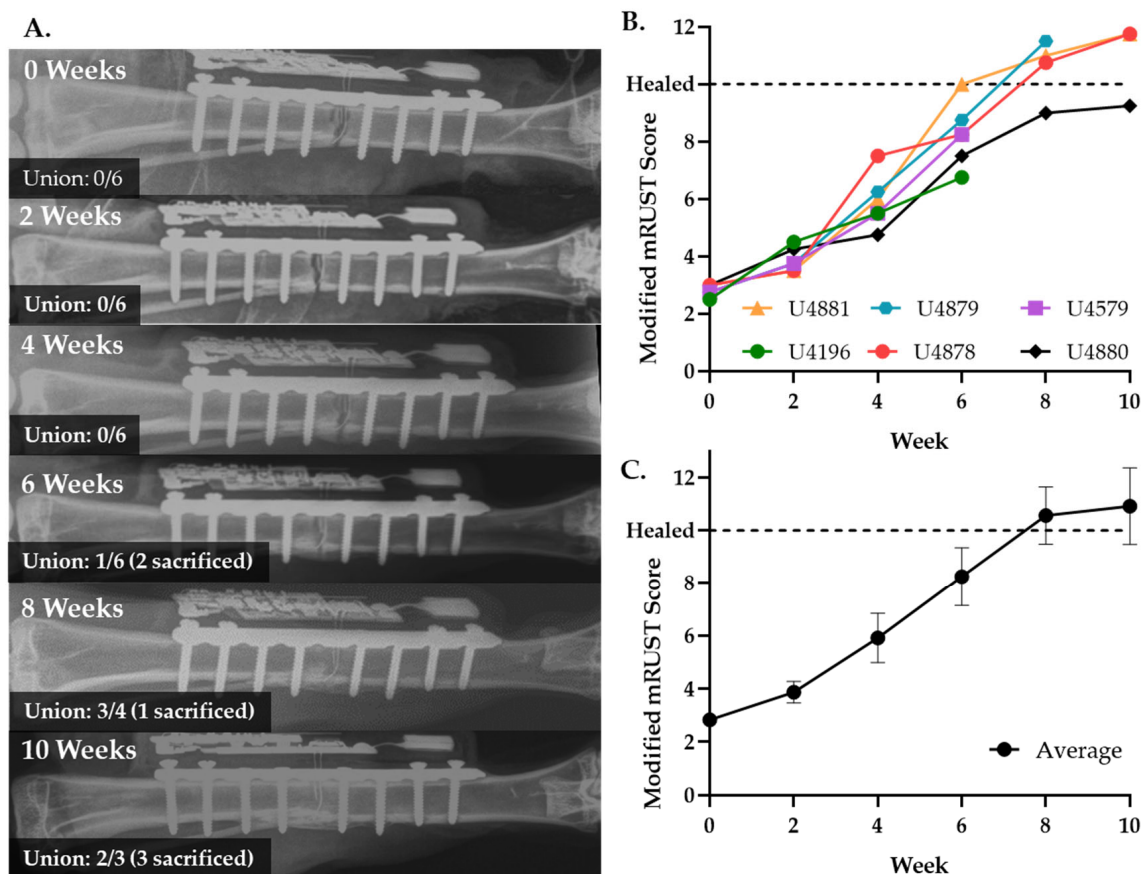 A.
0 Weeks
Union: 0/6
2 Weeks
Union: 0/6
4 Weeks
Union: 0/6
6 Weeks
Union: 1/6 (2 sacrificed)
8 Weeks
Union: 3/4 (1 sacrificed)
10 Weeks
Union: 2/3 (3 sacrificed)
B.
Modified mRUST Score
12
Healed
8
6
4
2
0
U4881 U4879 U4579
U4196 U4878 U4880
0 2 4 6 8 10
Week
C.
Modified mRUST Score
12
Healed
8
6
4
2
0
Average
0 2 4 6 8 10
Week